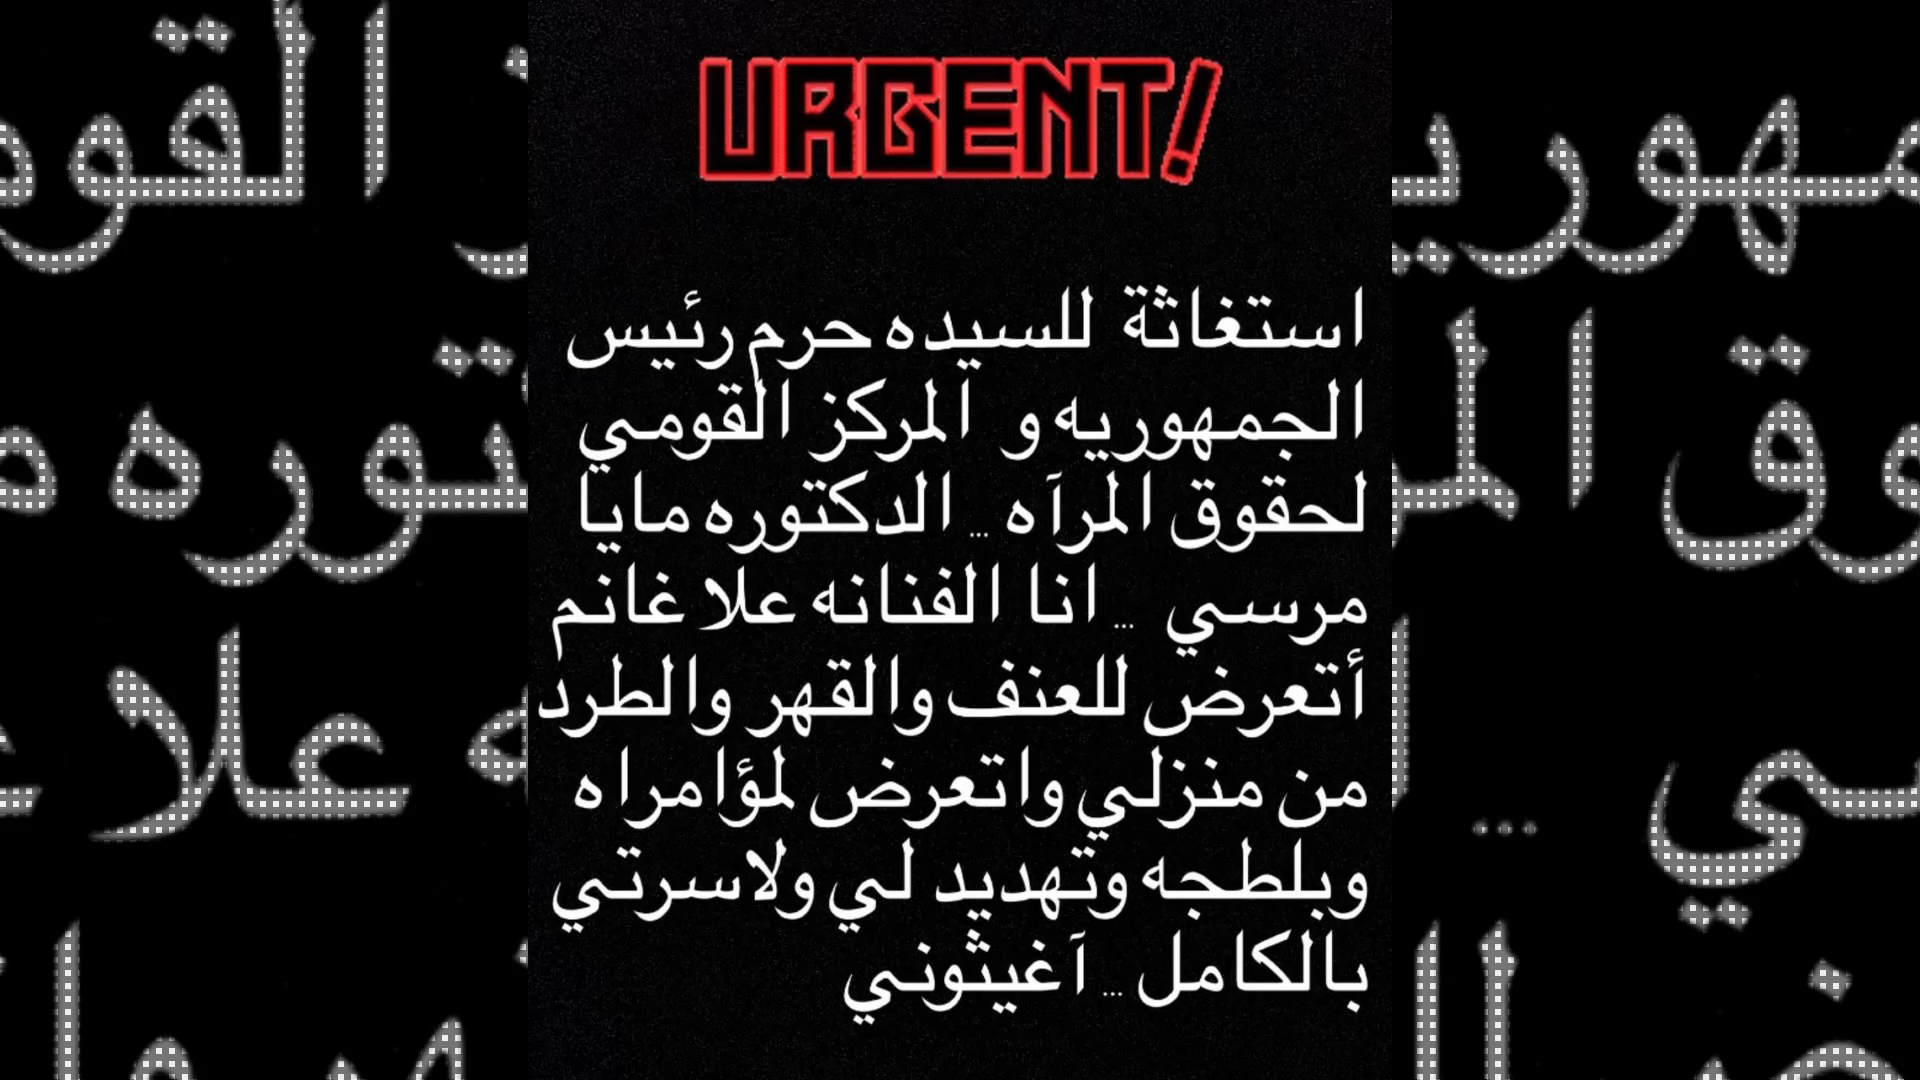 URGENT!
استغاثة للسيده حرم رئيس
الجمهوريه و المركز القومي
لحقوق المرآه ... الدكتوره مايا
مرسي ... انا الفنانه علا غانم
أتعرض للعنف والقهر والطرد
من منزلي واتعرض لمؤامراه
وبلطجه وتهديد لي ولاسرتي
بالكامل ... آغيثوني